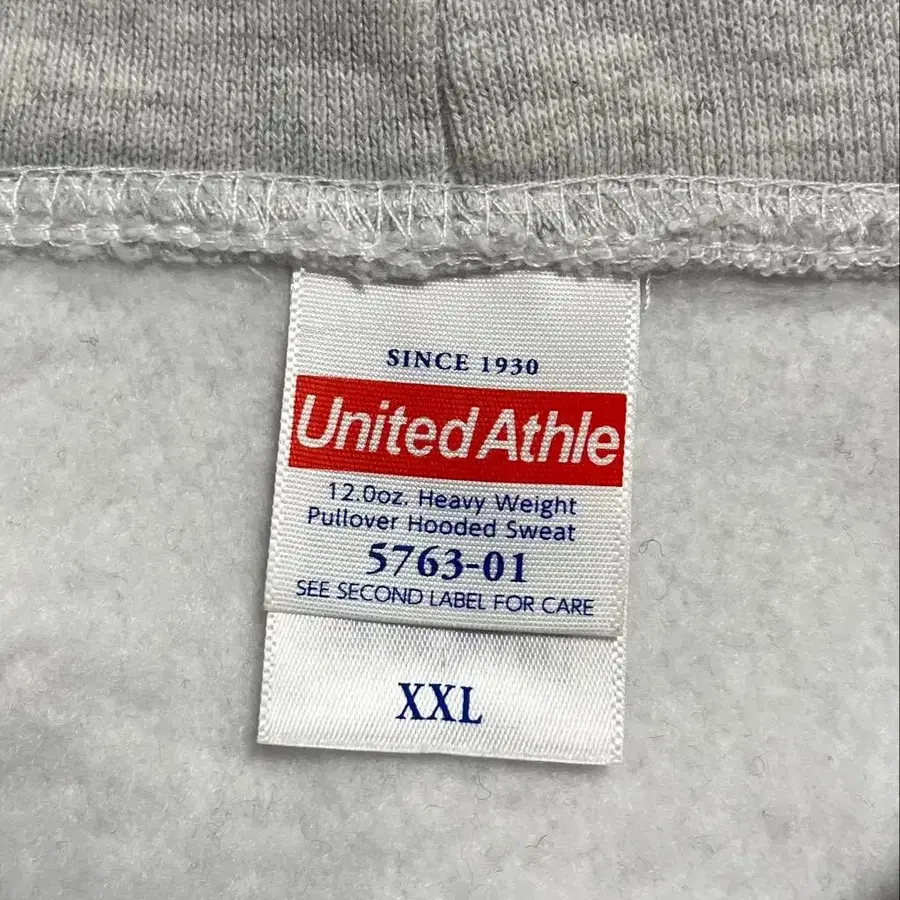 SINCE 1930
United Athle
12.0oz. Heavy Weight
Pullover Hooded Sweat
5763-01
SEE SECOND LABEL FOR CARE
XXL